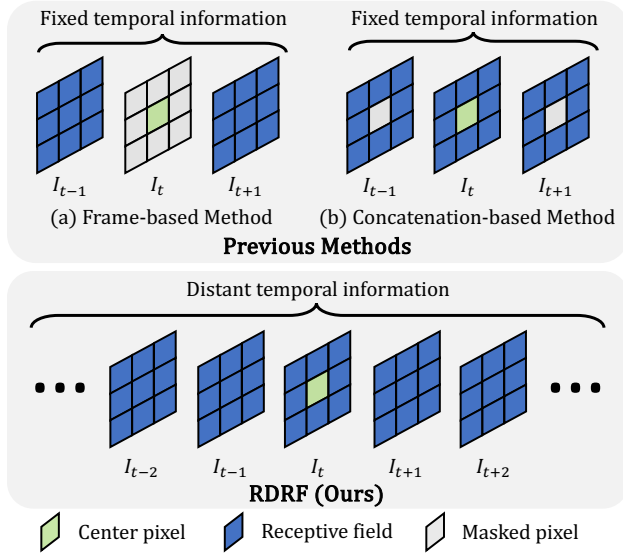 Fixed temporal information Fixed temporal information
I_{t-1} I_t I_{t+1} I_{t-1} I_t I_{t+1}
(a) Frame-based Method (b) Concatenation-based Method
Previous Methods
Distant temporal information
I_{t-2} I_{t-1} I_t I_{t+1} I_{t+2}
RDRF (Ours)
Center pixel Receptive field Masked pixel